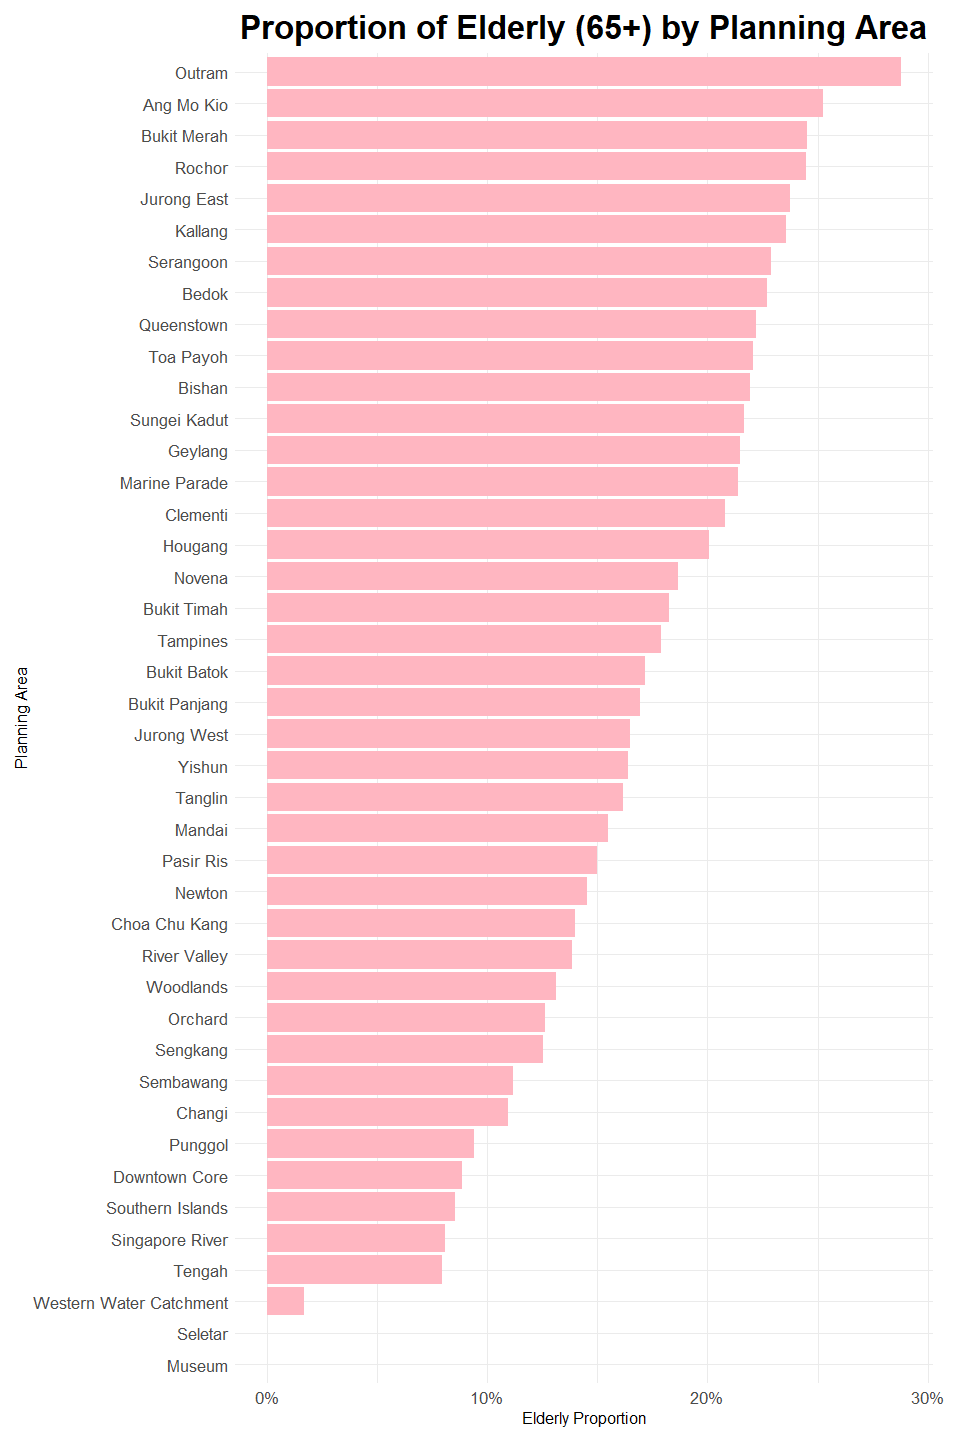 Proportion of Elderly (65+) by Planning Area
Outram
Ang Mo Kio
Bukit Merah
Rochor
Jurong East
Kallang
Serangoon
Bedok
Queenstown
Toa Payoh
Bishan
Sungei Kadut
Geylang
Marine Parade
Clementi
Hougang
Novena
Bukit Timah
Tampines
Bukit Batok
Bukit Panjang
Jurong West
Yishun
Tanglin
Mandai
Pasir Ris
Newton
Choa Chu Kang
River Valley
Woodlands
Orchard
Sengkang
Sembawang
Changi
Punggol
Downtown Core
Southern Islands
Singapore River
Tengah
Western Water Catchment
Seletar
Museum
Planning Area
0% 10% 20% 30%
Elderly Proportion